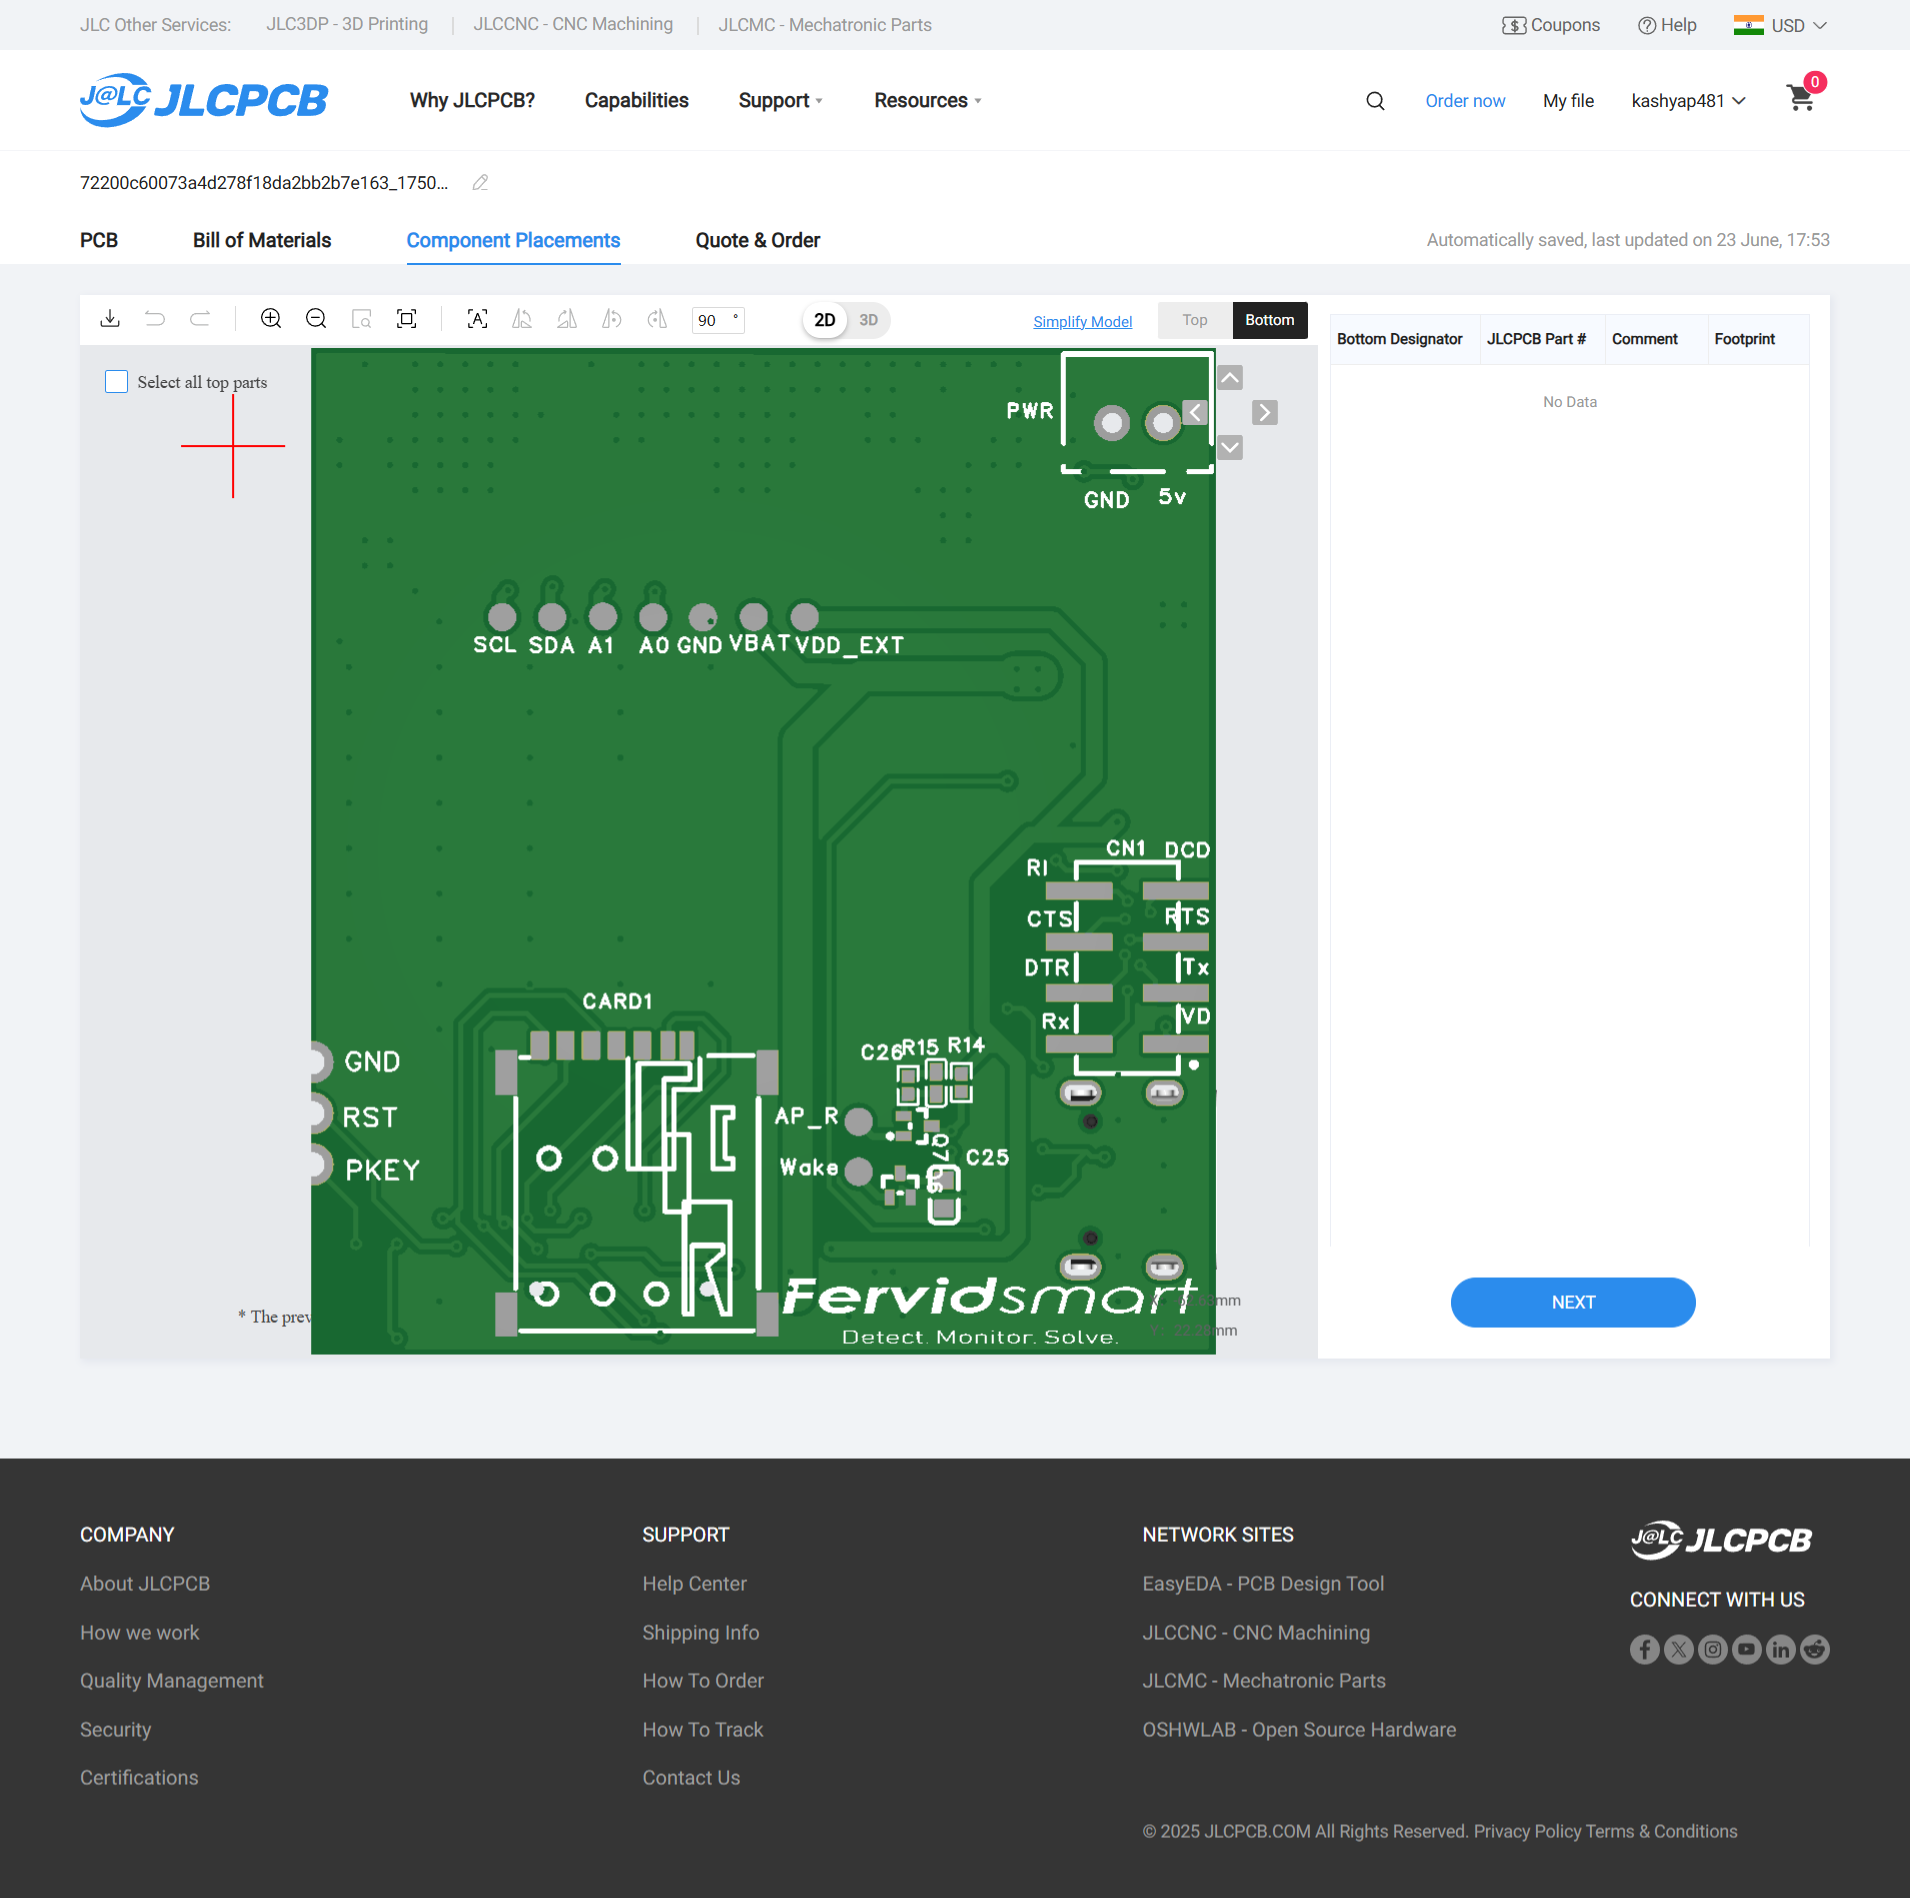 JLC Other Services: JLC3DP - 3D Printing JLCCNC - CNC Machining JLCMC - Mechatronic Parts Coupons Help USD
J@LC JLCPCB Why JLCPCB? Capabilities Support Resources Order now My file kashyap481 0
72200c60073a4d278f18da2bb2b7e163_1750...
PCB Bill of Materials Component Placements Quote & Order Automatically saved, last updated on 23 June, 17:53
90 ° 2D 3D Simplify Model Top Bottom
Bottom Designator JLCPCB Part # Comment Footprint
Select all top parts
No Data
PWR
GND 5v
SCL SDA A1 A0 GND VBAT VDD_EXT
CN1 DCD
RI
CTS RTS
DTR Tx
Rx VD
CARD1
C26 R15 R14
GND
RST
PKEY
AP_R
Q7
Wake
C25
Fervidsmart
Detect. Monitor. Solve.
* The prev
NEXT
COMPANY
About JLCPCB
How we work
Quality Management
Security
Certifications
SUPPORT
Help Center
Shipping Info
How To Order
How To Track
Contact Us
NETWORK SITES
EasyEDA - PCB Design Tool
JLCCNC - CNC Machining
JLCMC - Mechatronic Parts
OSHWLAB - Open Source Hardware
J@LC JLCPCB
CONNECT WITH US
© 2025 JLCPCB.COM All Rights Reserved. Privacy Policy Terms & Conditions